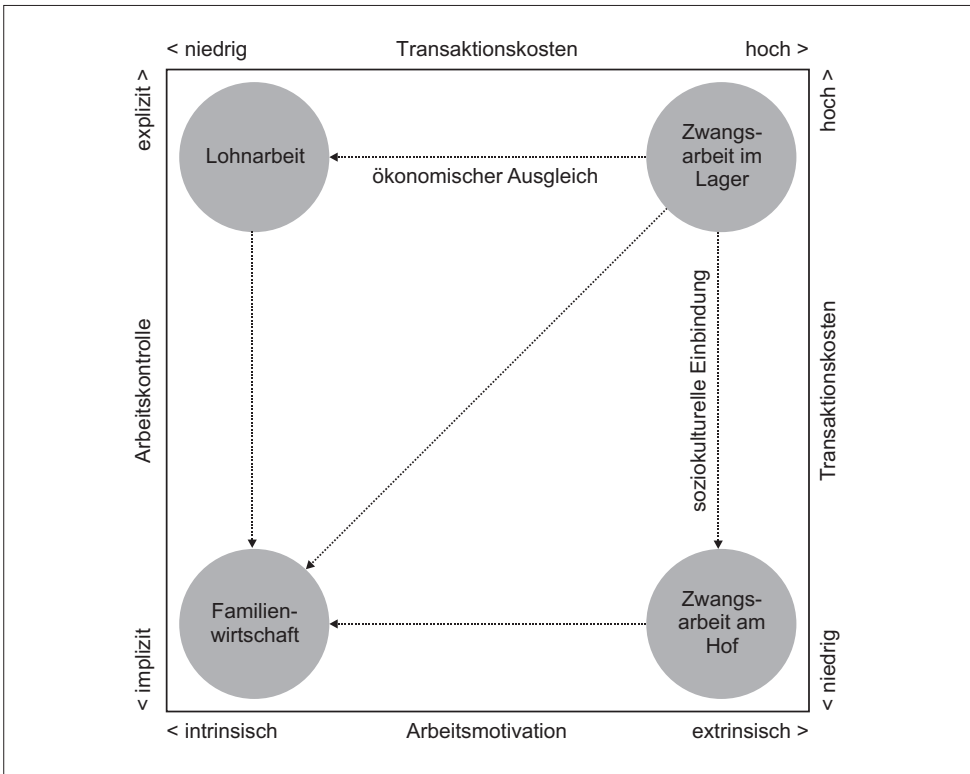 < niedrig Transaktionskosten hoch >
explizit >
hoch >
Lohnarbeit
Zwangs-
arbeit im
Lager
ökonomischer Ausgleich
Arbeitskontrolle
soziokulturelle Einbindung
Transaktionskosten
Familien-
wirtschaft
Zwangs-
arbeit am
Hof
< implizit
< niedrig
< intrinsisch Arbeitsmotivation extrinsisch >